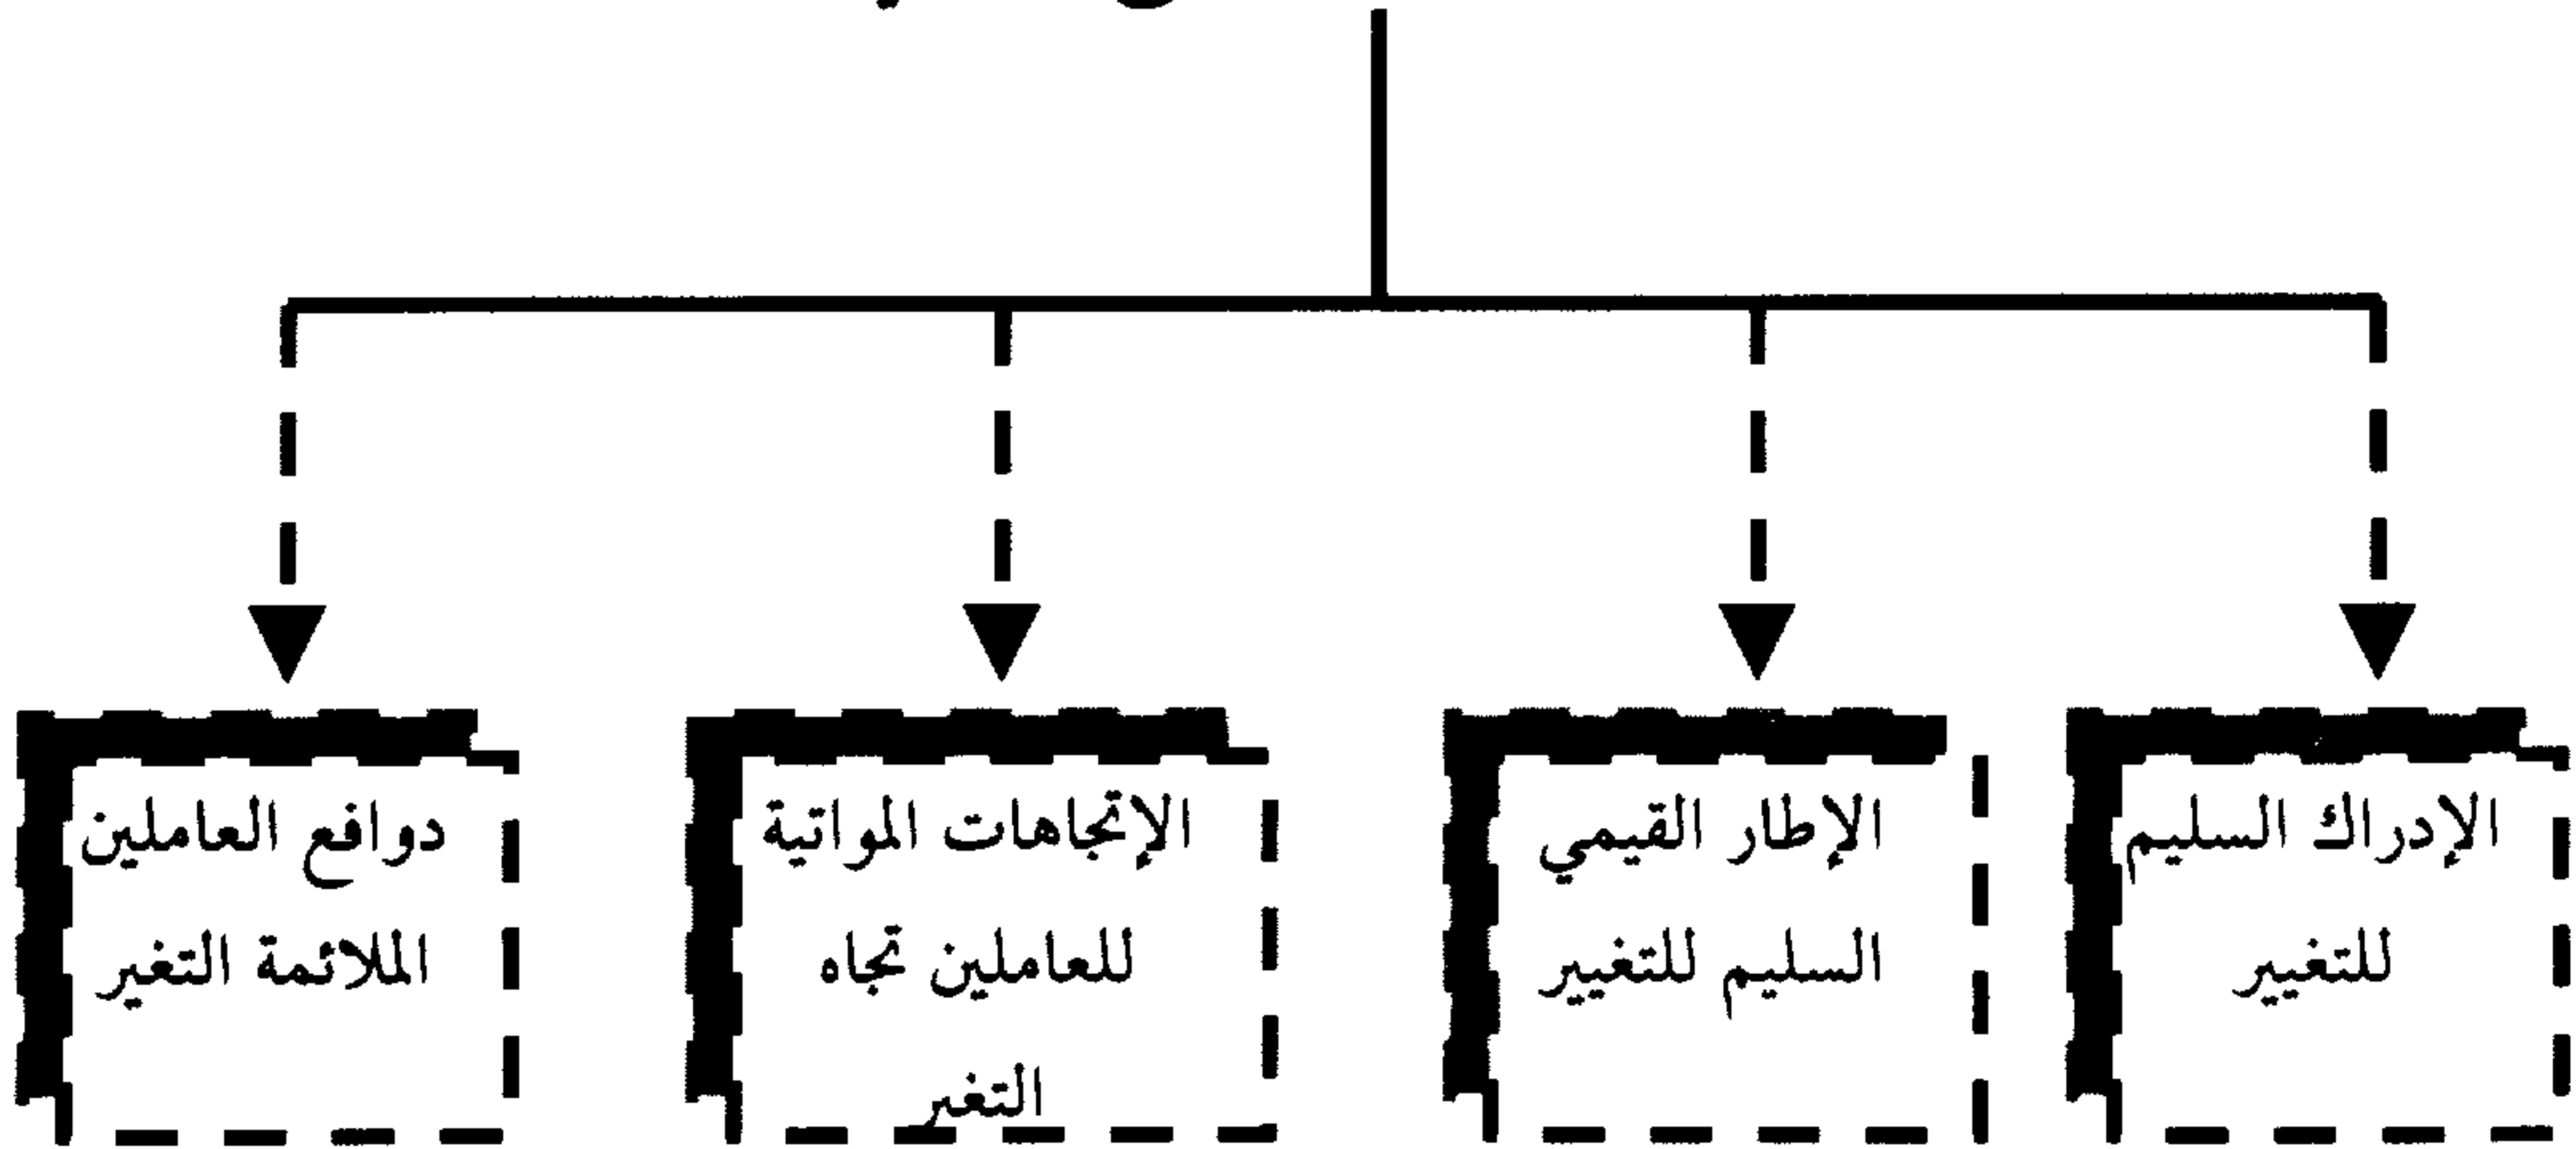 الإدراك السليم
للتغيير
الإطار القيمي
السليم للتغيير
الإتجاهات المواتية
للعاملين تجاه
التغير
دوافع العاملين
الملائمة التغير